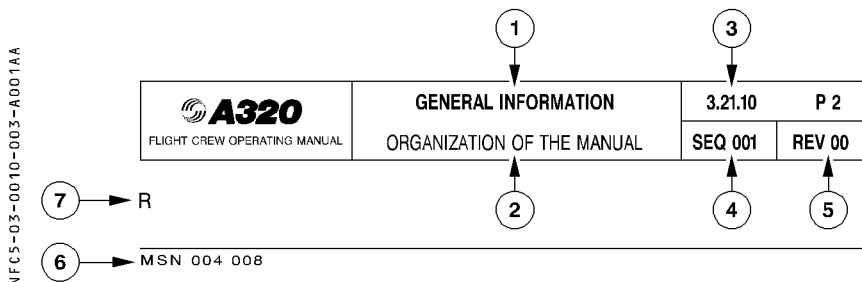 1
3
A320
FLIGHT CREW OPERATING MANUAL
GENERAL INFORMATION
ORGANIZATION OF THE MANUAL
3.21.10 P 2
SEQ 001 REV 00
7 R
2
4
5
6 MSN 004 008
NFC5-03-0010-003-A001AA